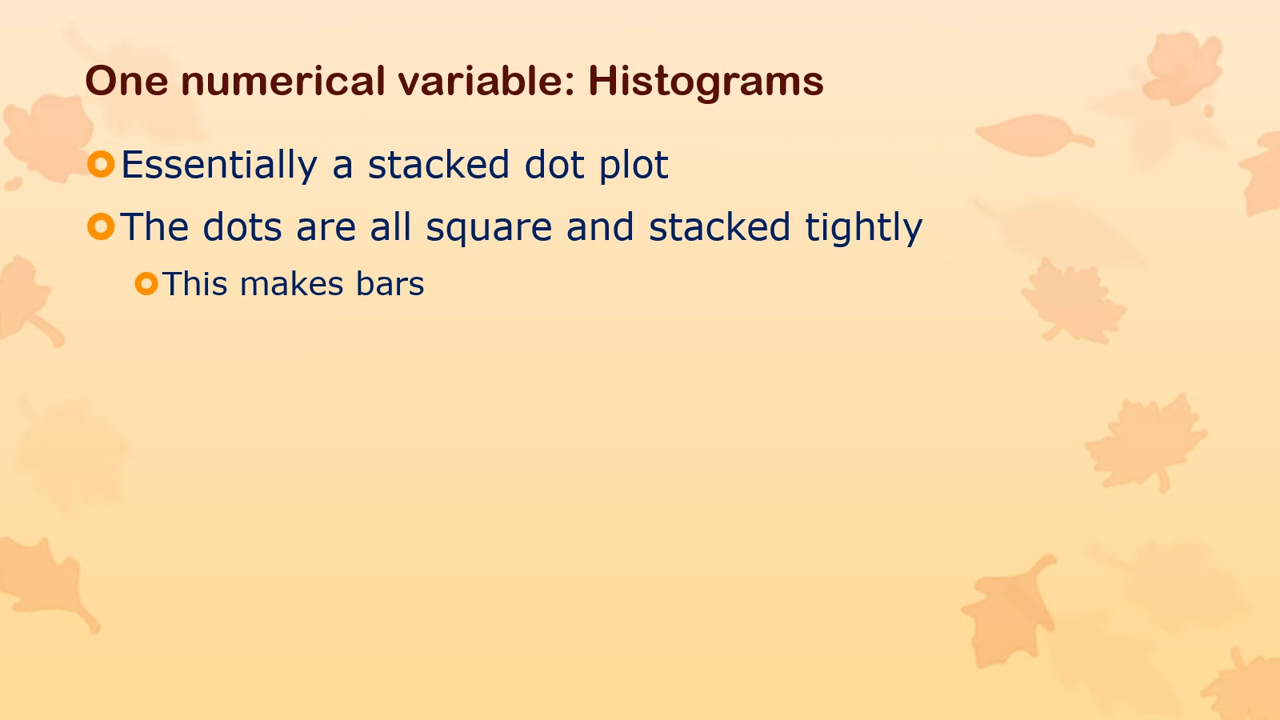 One numerical variable: Histograms
Essentially a stacked dot plot
The dots are all square and stacked tightly
This makes bars